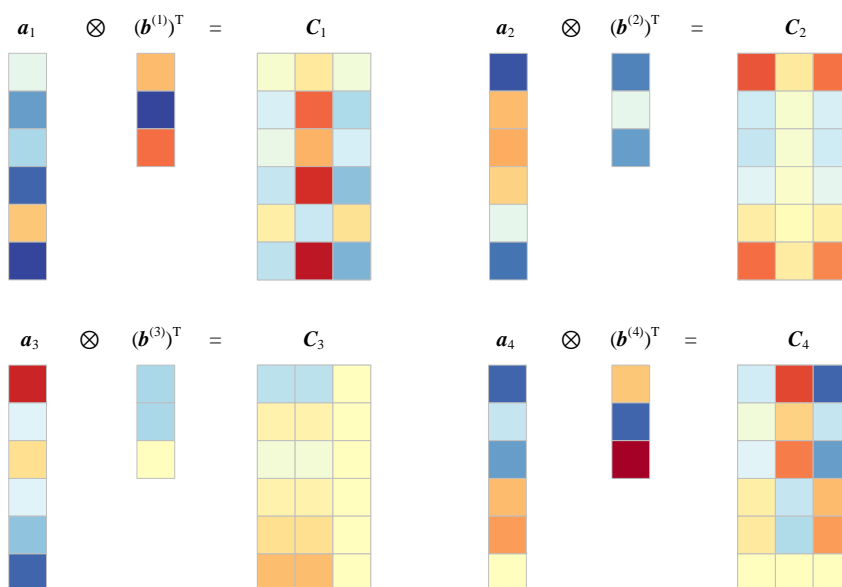 a₁ ⊗ (b⁽¹⁾)ᵀ = C₁
a₂ ⊗ (b⁽²⁾)ᵀ = C₂
a₃ ⊗ (b⁽³⁾)ᵀ = C₃
a₄ ⊗ (b⁽⁴⁾)ᵀ = C₄